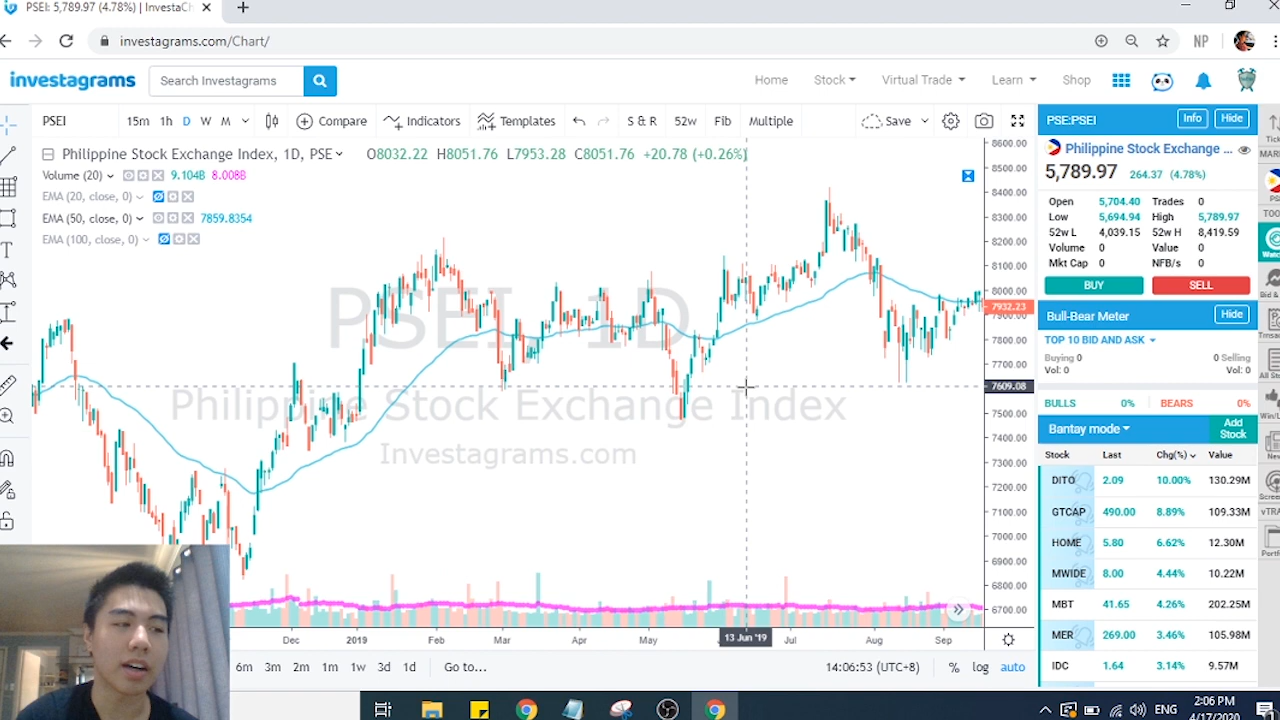 PSEI: 5,789.97 (4.78%) | InvestaCh
investagrams.com/Chart/
NP
investagrams
Search Investagrams
Home
Stock
Virtual Trade
Learn
Shop
PSEI
15m 1h D W M
Compare
Indicators
Templates
S & R
52w
Fib
Multiple
Save
Philippine Stock Exchange Index, 1D, PSE
O8032.22 H8051.76 L7953.28 C8051.76 +20.78 (+0.26%)
Volume (20) 9.104B 8.008B
EMA (20, close, 0)
EMA (50, close, 0) 7859.8354
EMA (100, close, 0)
PSEI, 1D
Philippine Stock Exchange Index
Investagrams.com
8600.00
8500.00
8400.00
8300.00
8200.00
8100.00
8000.00
7932.23
7900.00
7800.00
7700.00
7609.08
7500.00
7400.00
7300.00
7200.00
7100.00
7000.00
6900.00
6800.00
6700.00
Dec 2019 Feb Mar Apr May 13 Jun '19 Jul Aug Sep
6m 3m 2m 1m 1w 3d 1d Go to...
14:06:53 (UTC+8) % log auto
PSE:PSEI Info Hide
Philippine Stock Exchange ...
5,789.97 264.37 (4.78%)
Open 5,704.40 Trades 0
Low 5,694.94 High 5,789.97
52w L 4,039.15 52w H 8,419.59
Volume 0 Value 0
Mkt Cap 0 NFB/s 0
BUY SELL
Bull-Bear Meter Hide
TOP 10 BID AND ASK
Buying 0 0 Selling
Vol: 0 Vol: 0
BULLS 0% BEARS 0%
Bantay mode Add Stock
Stock Last Chg(%) Value
DITO 2.09 10.00% 130.29M
GTCAP 490.00 8.89% 109.33M
HOME 5.80 6.62% 12.30M
MWIDE 8.00 4.44% 10.22M
MBT 41.65 4.26% 202.25M
MER 269.00 3.46% 105.98M
IDC 1.64 3.14% 9.57M
ENG
2:06 PM